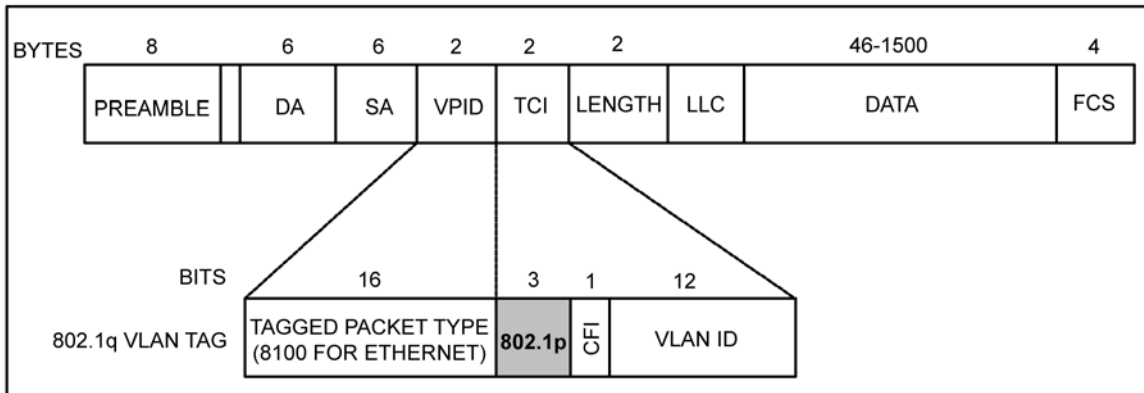 BYTES 8 6 6 2 2 2 46-1500 4
PREAMBLE DA SA VPID TCI LENGTH LLC DATA FCS
BITS 16 3 1 12
802.1q VLAN TAG
TAGGED PACKET TYPE
(8100 FOR ETHERNET)
802.1p
CFI
VLAN ID